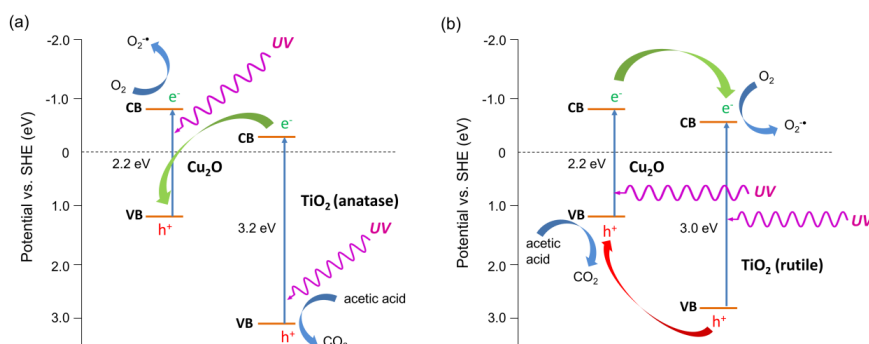 (a)
Potential vs. SHE (eV)
-2.0
-1.0
0
1.0
2.0
3.0
O₂⁻•
O₂
UV
CB
e⁻
CB
e⁻
2.2 eV
Cu₂O
TiO₂ (anatase)
VB
h⁺
3.2 eV
UV
acetic acid
VB
h⁺
CO₂
(b)
Potential vs. SHE (eV)
-2.0
-1.0
0
1.0
2.0
3.0
e⁻
CB
e⁻
CB
O₂
O₂⁻•
2.2 eV
Cu₂O
UV
VB
h⁺
3.0 eV
UV
acetic
acid
CO₂
TiO₂ (rutile)
VB
h⁺